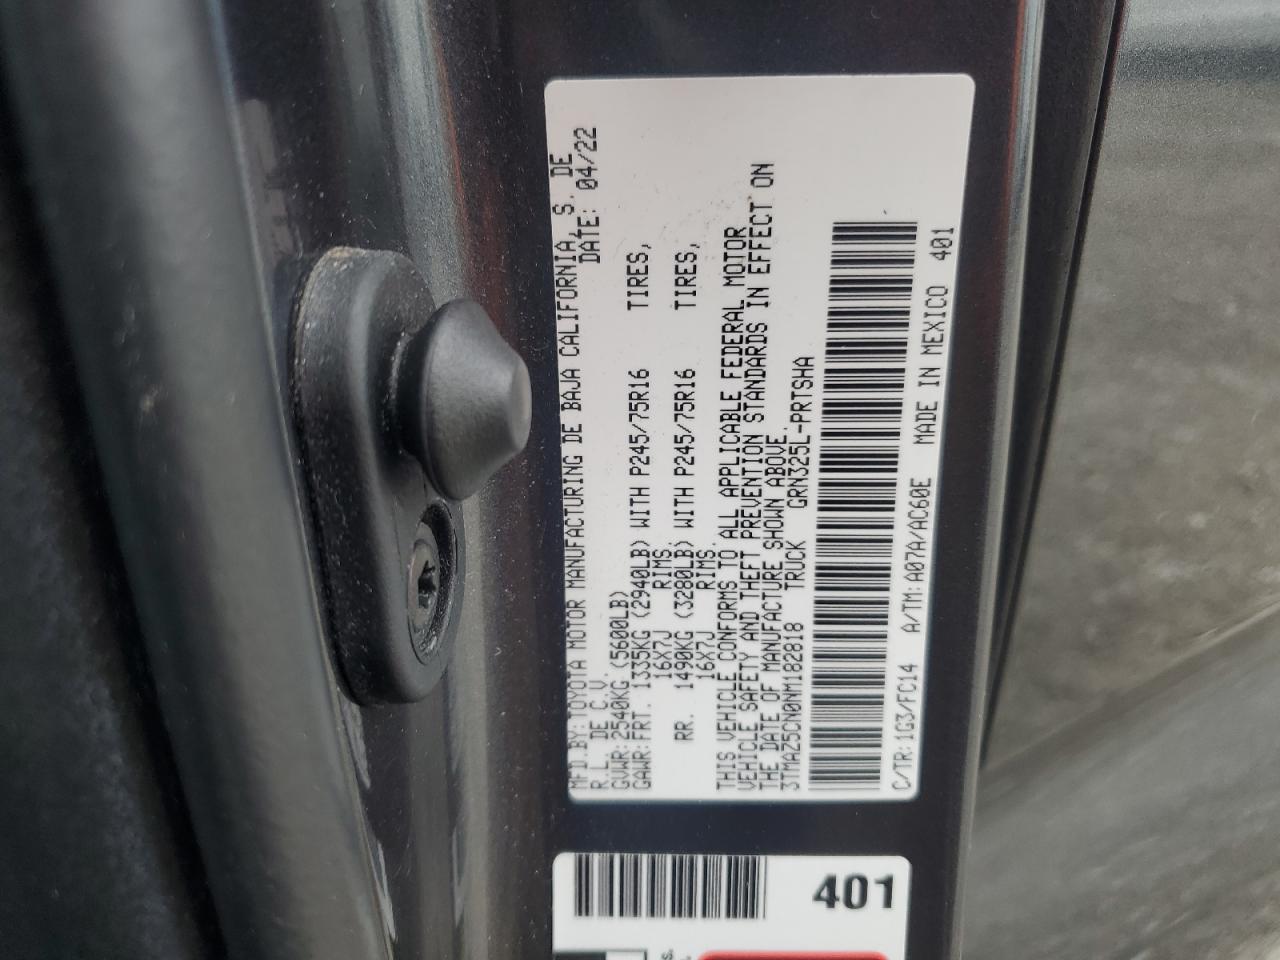 MFD.BY:TOYOTA MOTOR MANUFACTURING DE BAJA CALIFORNIA, S. DE
R.L. DE C.V. DATE: 04/22
GVWR:2540KG (5600LB)
GAWR:FRT. 1335KG (2940LB) WITH P245/75R16 TIRES,
16X7J RIMS.
RR. 1490KG (3280LB) WITH P245/75R16 TIRES,
16X7J RIMS.
THIS VEHICLE CONFORMS TO ALL APPLICABLE FEDERAL MOTOR
VEHICLE SAFETY AND THEFT PREVENTION STANDARDS IN EFFECT ON
THE DATE OF MANUFACTURE SHOWN ABOVE.
3TMAZ5CN0NM182818 TRUCK GRN325L-PRTSHA
C/TR:1G3/FC14 A/TM:A07A/AC60E MADE IN MEXICO 401
401